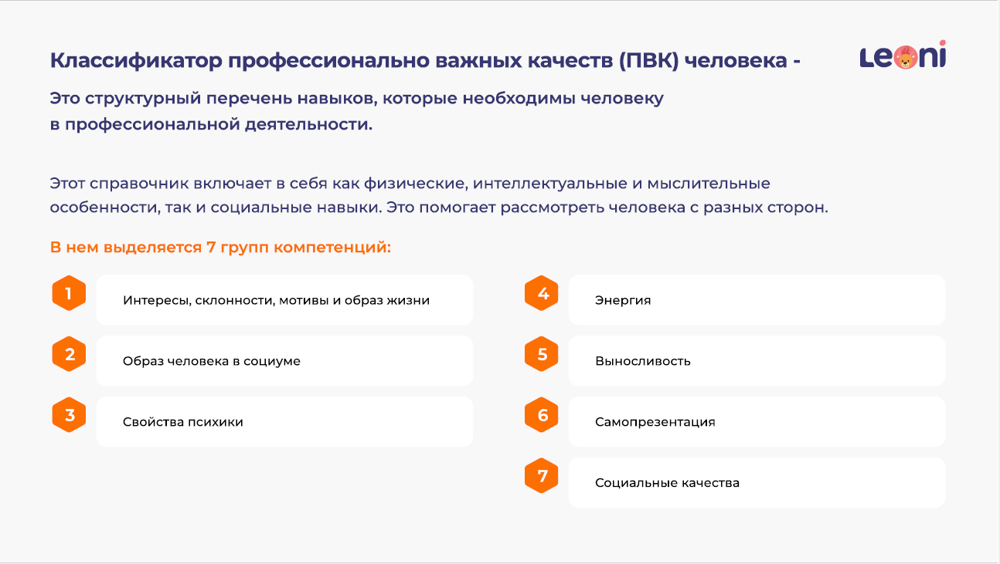 Классификатор профессионально важных качеств (ПВК) человека -
Leoni
Это структурный перечень навыков, которые необходимы человеку
в профессиональной деятельности.
Этот справочник включает в себя как физические, интеллектуальные и мыслительные
особенности, так и социальные навыки. Это помогает рассмотреть человека с разных сторон.
В нем выделяется 7 групп компетенций:
1 Интересы, склонности, мотивы и образ жизни
2 Образ человека в социуме
3 Свойства психики
4 Энергия
5 Выносливость
6 Самопрезентация
7 Социальные качества